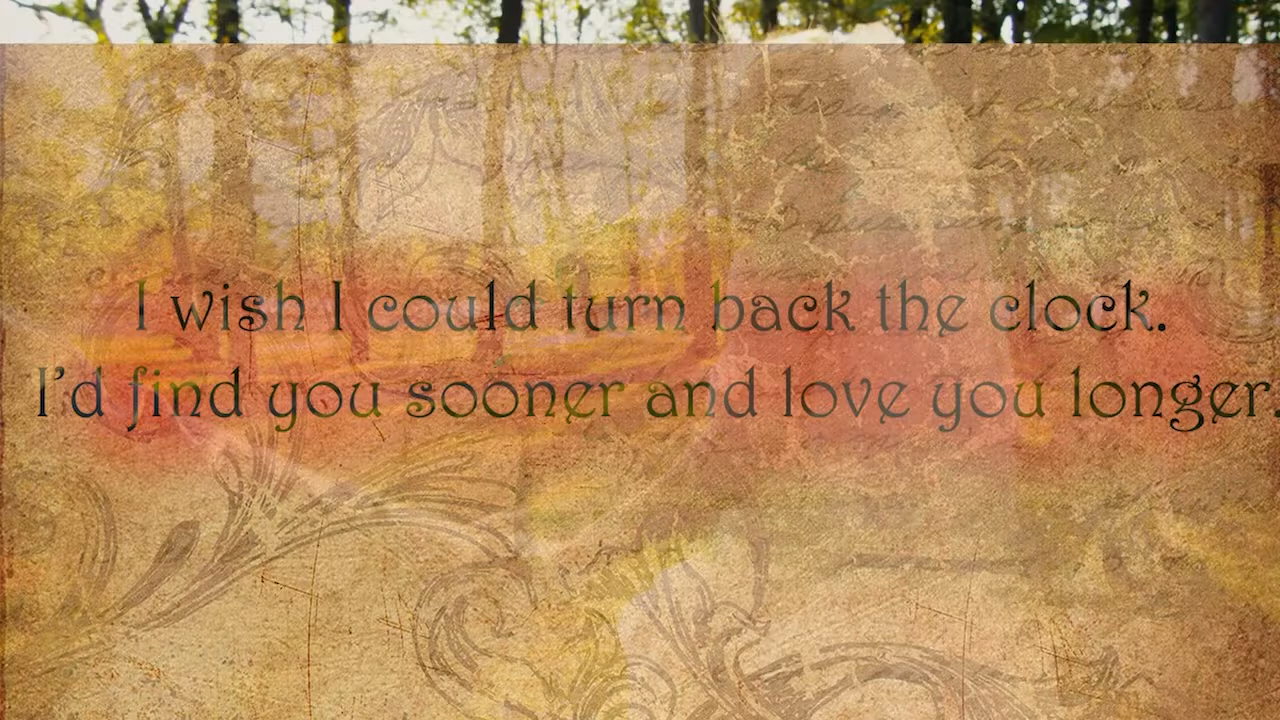 I wish I could turn back the clock.
I'd find you sooner and love you longer.